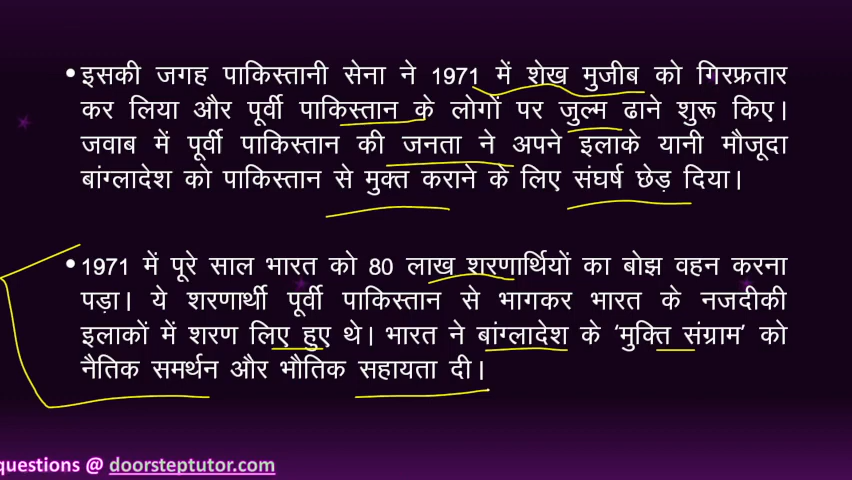 • इसकी जगह पाकिस्तानी सेना ने 1971 में शेख मुजीब को गिरफ्रतार
कर लिया और पूर्वी पाकिस्तान के लोगों पर जुल्म ढाने शुरू किए।
जवाब में पूर्वी पाकिस्तान की जनता ने अपने इलाके यानी मौजूदा
बांग्लादेश को पाकिस्तान से मुक्त कराने के लिए संघर्ष छेड़ दिया।
• 1971 में पूरे साल भारत को 80 लाख शरणार्थियों का बोझ वहन करना
पड़ा। ये शरणार्थी पूर्वी पाकिस्तान से भागकर भारत के नजदीकी
इलाकों में शरण लिए हुए थे। भारत ने बांग्लादेश के 'मुक्ति संग्राम' को
नैतिक समर्थन और भौतिक सहायता दी।
questions @ doorsteptutor.com